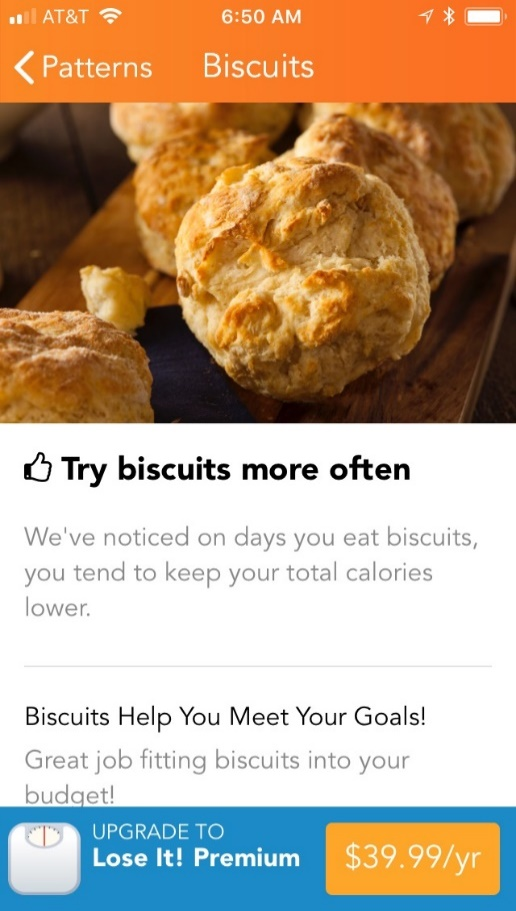 AT&T 6:50 AM
Patterns Biscuits
Try biscuits more often
We've noticed on days you eat biscuits,
you tend to keep your total calories
lower.
Biscuits Help You Meet Your Goals!
Great job fitting biscuits into your
budget!
UPGRADE TO
Lose It! Premium
$39.99/yr